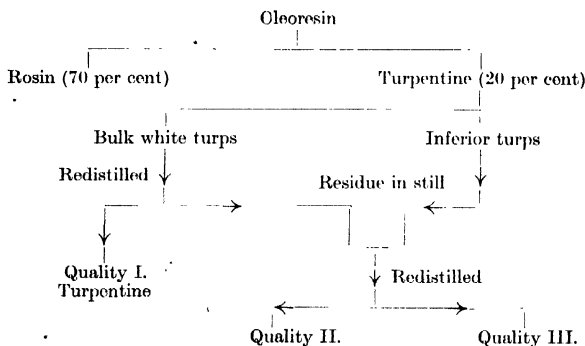 Oleoresin
Rosin (70 per cent)
Turpentine (20 per cent)
Bulk white turps
Inferior turps
Redistilled
Residue in still
Quality I.
Turpentine
Redistilled
Quality II.
Quality III.